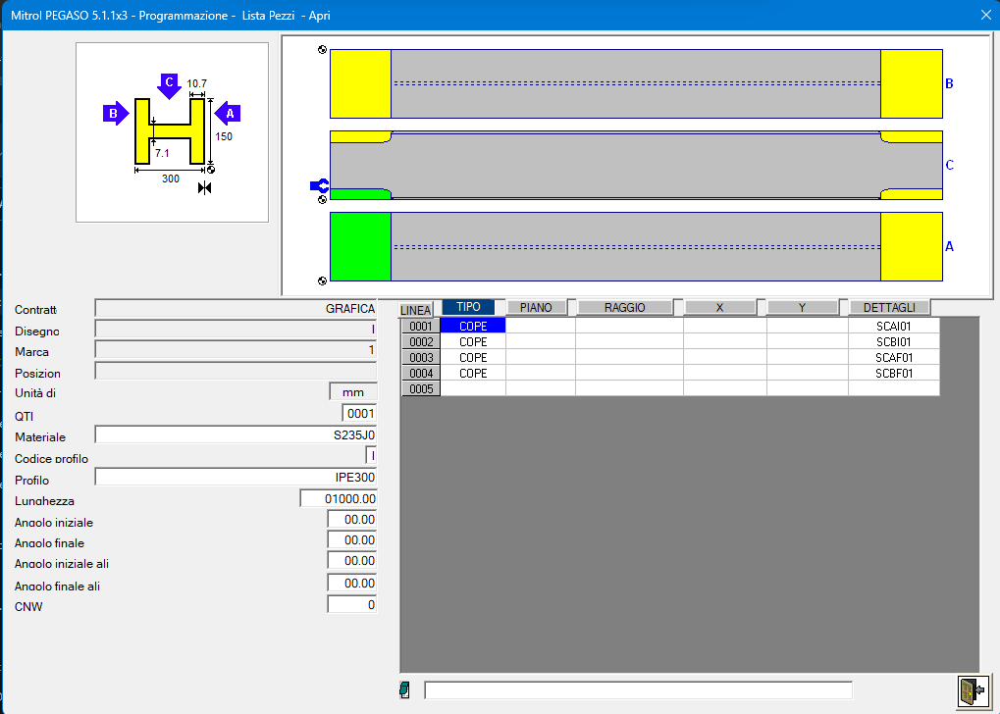 Mitrol PEGASO 5.1.1x3 - Programmazione - Lista Pezzi - Apri
C
10.7
B
A
150
7.1
300
B
C
A
Contratt
GRAFICA
Disegno
I
Marca
1
Posizion
Unità di
mm
QTI
0001
Materiale
S235J0
Codice profilo
I
Profilo
IPE300
Lunghezza
01000.00
Angolo iniziale
00.00
Angolo finale
00.00
Angolo iniziale ali
00.00
Angolo finale ali
00.00
CNW
0
LINEA TIPO PIANO RAGGIO X Y DETTAGLI
0001 COPE SCAI01
0002 COPE SCBI01
0003 COPE SCAF01
0004 COPE SCBF01
0005